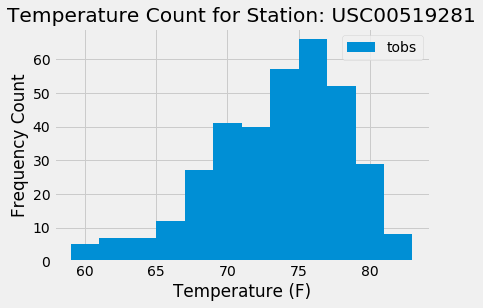 Temperature Count for Station: USC00519281
tobs
60
50
40
30
20
10
0
Frequency Count
60 65 70 75 80
Temperature (F)